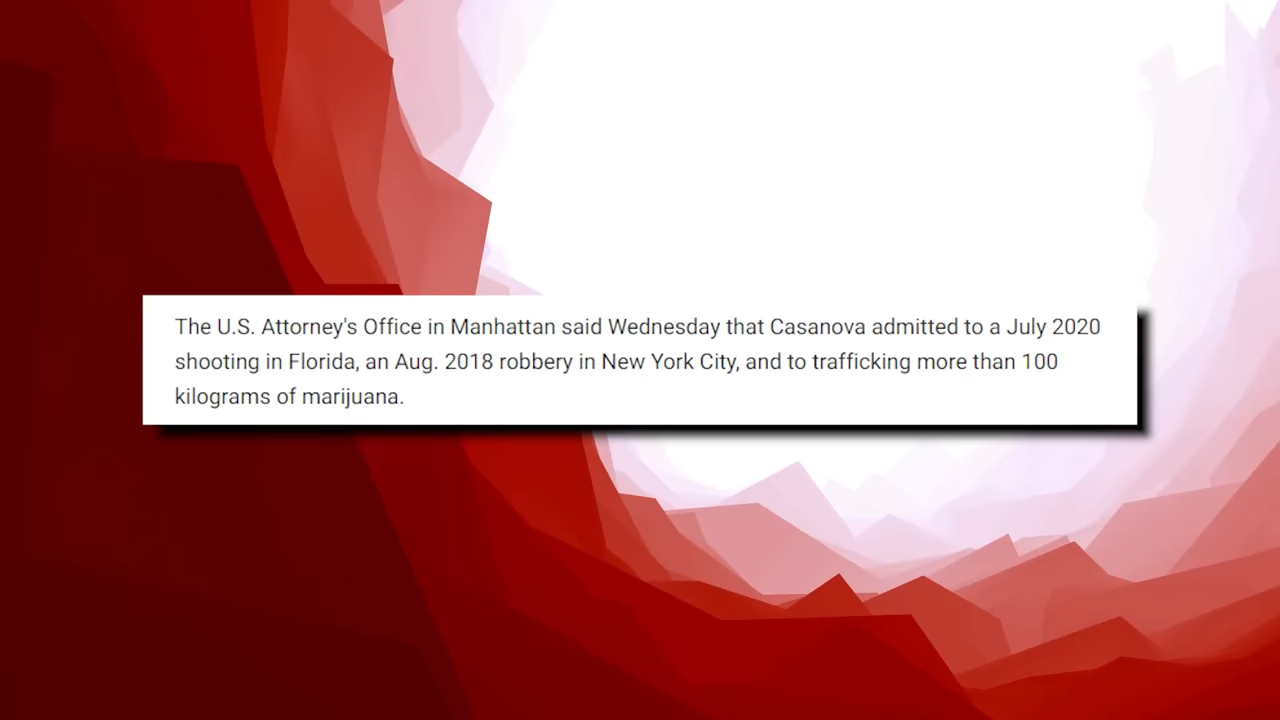 The U.S. Attorney's Office in Manhattan said Wednesday that Casanova admitted to a July 2020
shooting in Florida, an Aug. 2018 robbery in New York City, and to trafficking more than 100
kilograms of marijuana.